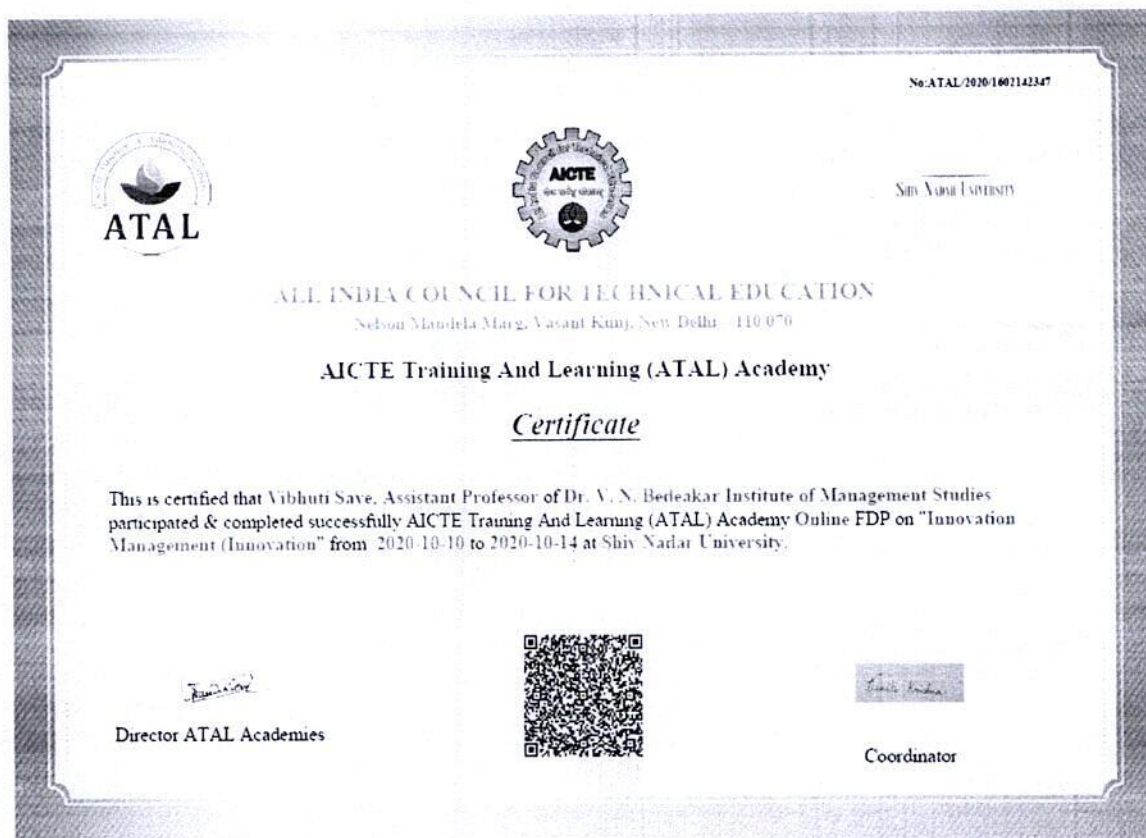 No:ATAL/2020/1602142347
ATAL
AICTE
SHIV NADAR UNIVERSITY
ALL INDIA COUNCIL FOR TECHNICAL EDUCATION
Nelson Mandela Marg, Vasant Kunj, New Delhi – 110 070
AICTE Training And Learning (ATAL) Academy
Certificate
This is certified that Vibhuti Save, Assistant Professor of Dr. V. N. Bedeakar Institute of Management Studies
participated & completed successfully AICTE Training And Learning (ATAL) Academy Online FDP on "Innovation
Management (Innovation" from 2020-10-10 to 2020-10-14 at Shiv Nadar University.
Director ATAL Academies
Coordinator